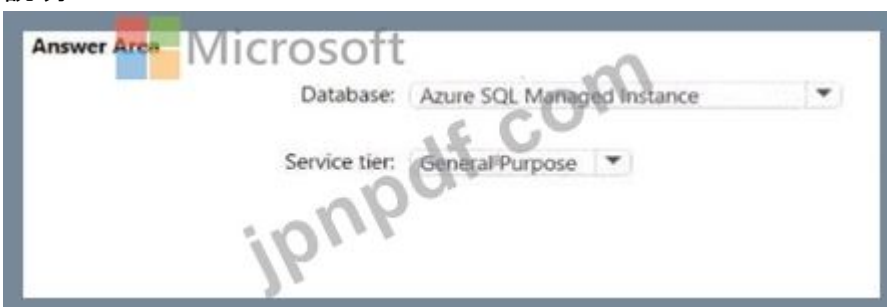 Answer Area
Microsoft
Database: Azure SQL Managed Instance
Service tier: General Purpose
jpnpdf.com